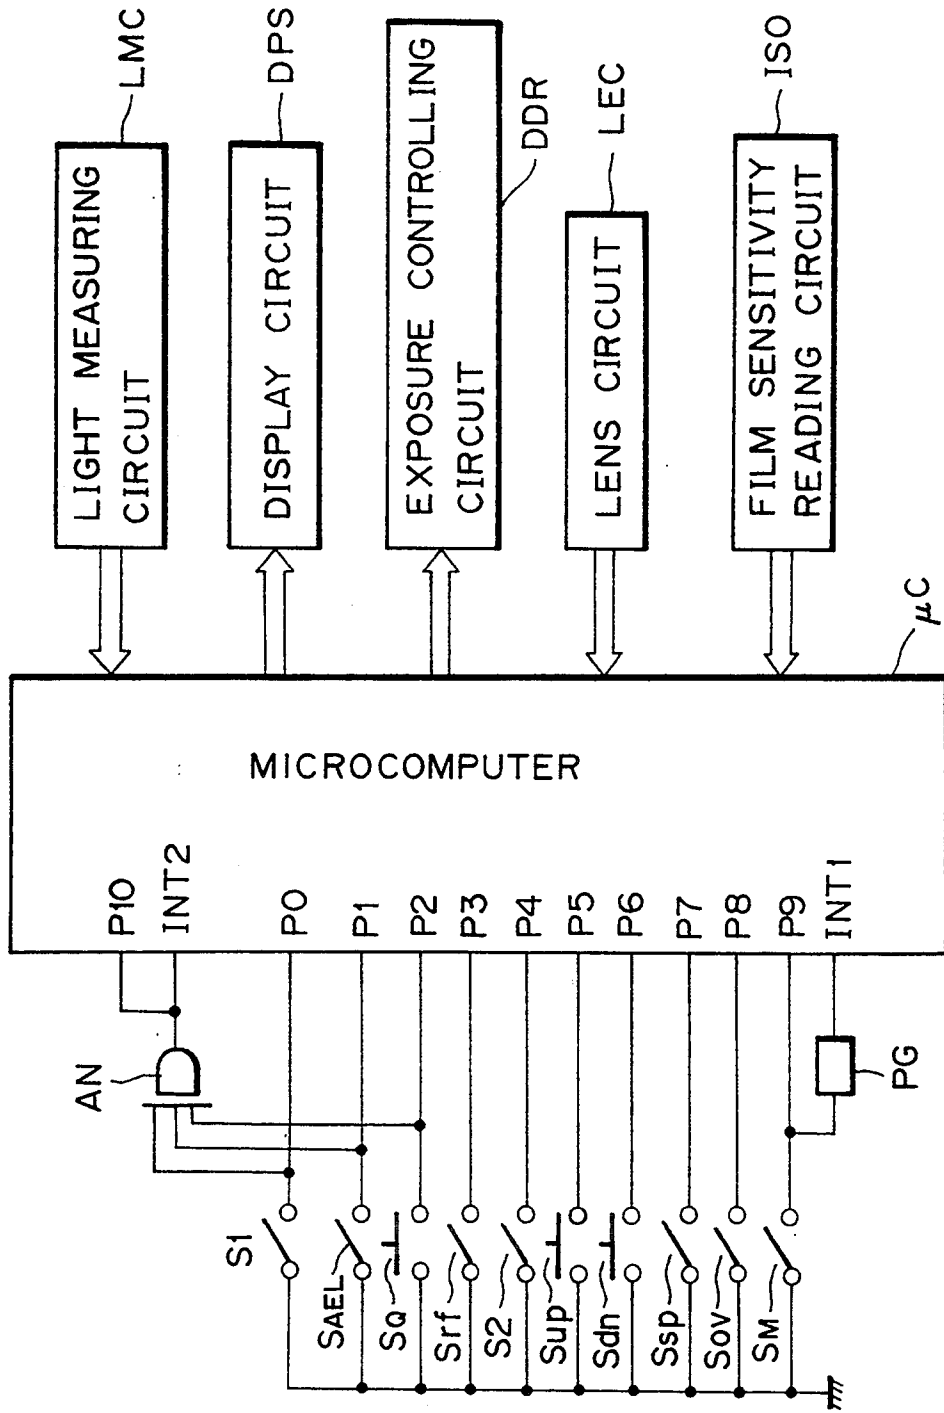 LIGHT MEASURING
CIRCUIT
LMC
DISPLAY CIRCUIT
DPS
EXPOSURE CONTROLLING
CIRCUIT
DDR
LENS CIRCUIT
LEC
FILM SENSITIVITY
READING CIRCUIT
ISO
MICROCOMPUTER
μC
P10
INT2
P0
P1
P2
P3
P4
P5
P6
P7
P8
P9
INT1
AN
PG
S1
SAEL
SQ
Srf
S2
Sup
Sdn
Ssp
Sov
SM